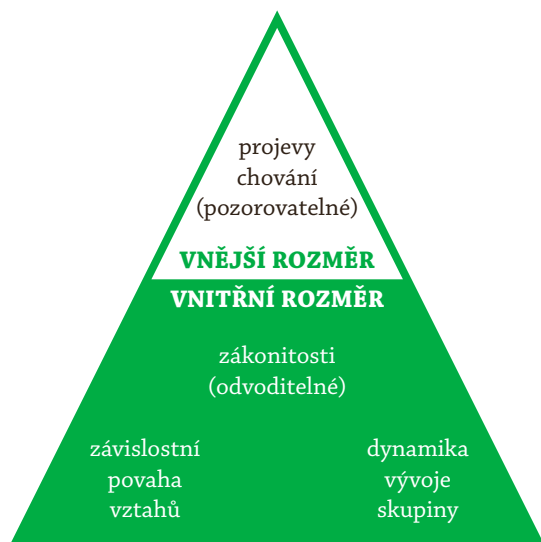 projevy
chování
(pozorovatelné)
VNĚJŠÍ ROZMĚR
VNITŘNÍ ROZMĚR
zákonitosti
(odvoditelné)
závislostní
povaha
vztahů
dynamika
vývoje
skupiny